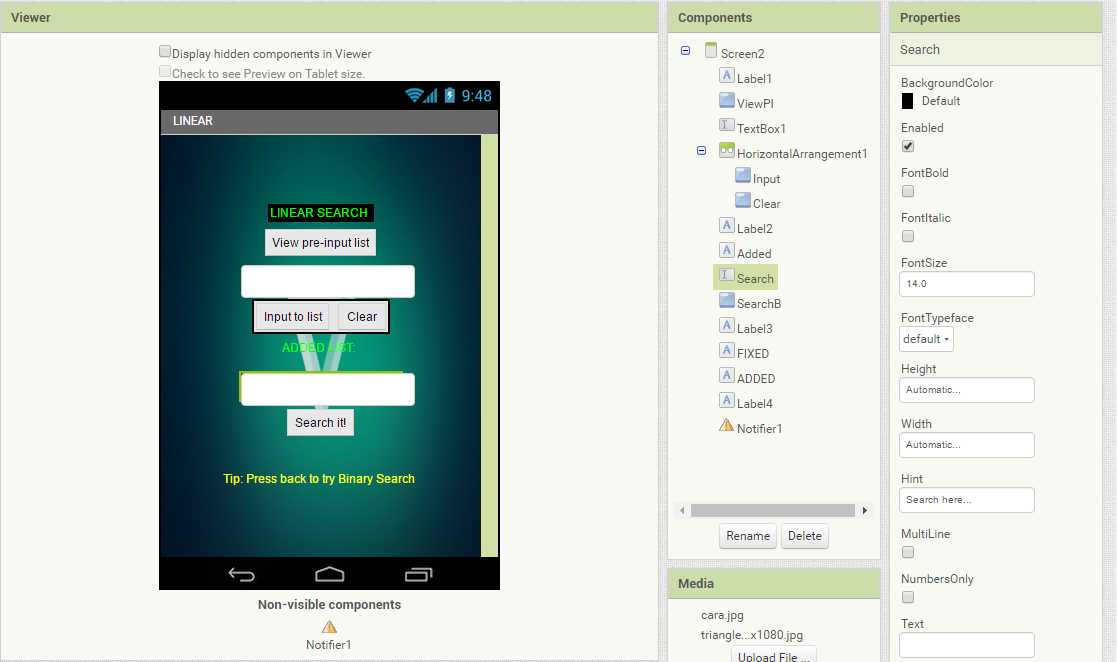 Viewer
Display hidden components in Viewer
Check to see Preview on Tablet size.
9:48
LINEAR
LINEAR SEARCH
View pre-input list
Input to list
Clear
ADDED LIST:
Search it!
Tip: Press back to try Binary Search
Non-visible components
Notifier1
Components
Screen2
Label1
ViewPI
TextBox1
HorizontalArrangement1
Input
Clear
Label2
Added
Search
SearchB
Label3
FIXED
ADDED
Label4
Notifier1
Rename
Delete
Media
cara.jpg
triangle...x1080.jpg
Upload File ...
Properties
Search
BackgroundColor
Default
Enabled
FontBold
FontItalic
FontSize
14.0
FontTypeface
default
Height
Automatic...
Width
Automatic...
Hint
Search here...
MultiLine
NumbersOnly
Text